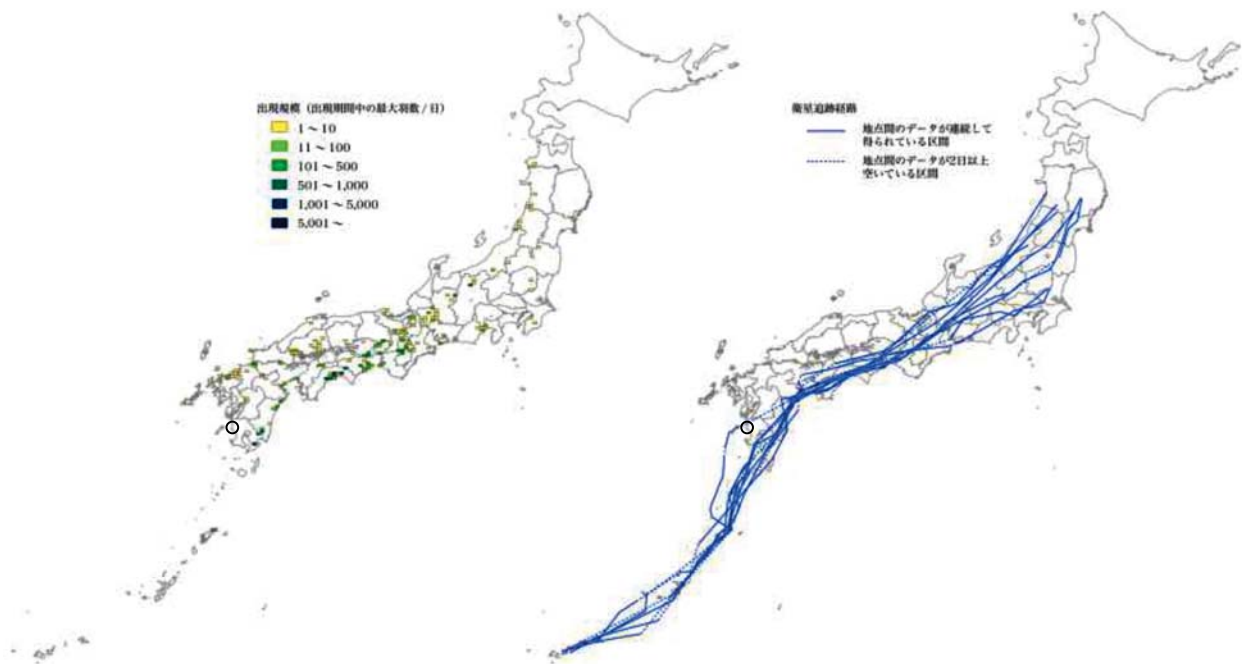 出現規模（出現期間中の最大羽数 / 日）
1 ～ 10
11 ～ 100
101 ～ 500
501 ～ 1,000
1,001 ～ 5,000
5,001 ～
衛星追跡経路
地点間のデータが連続して
得られている区間
地点間のデータが2日以上
空いている区間